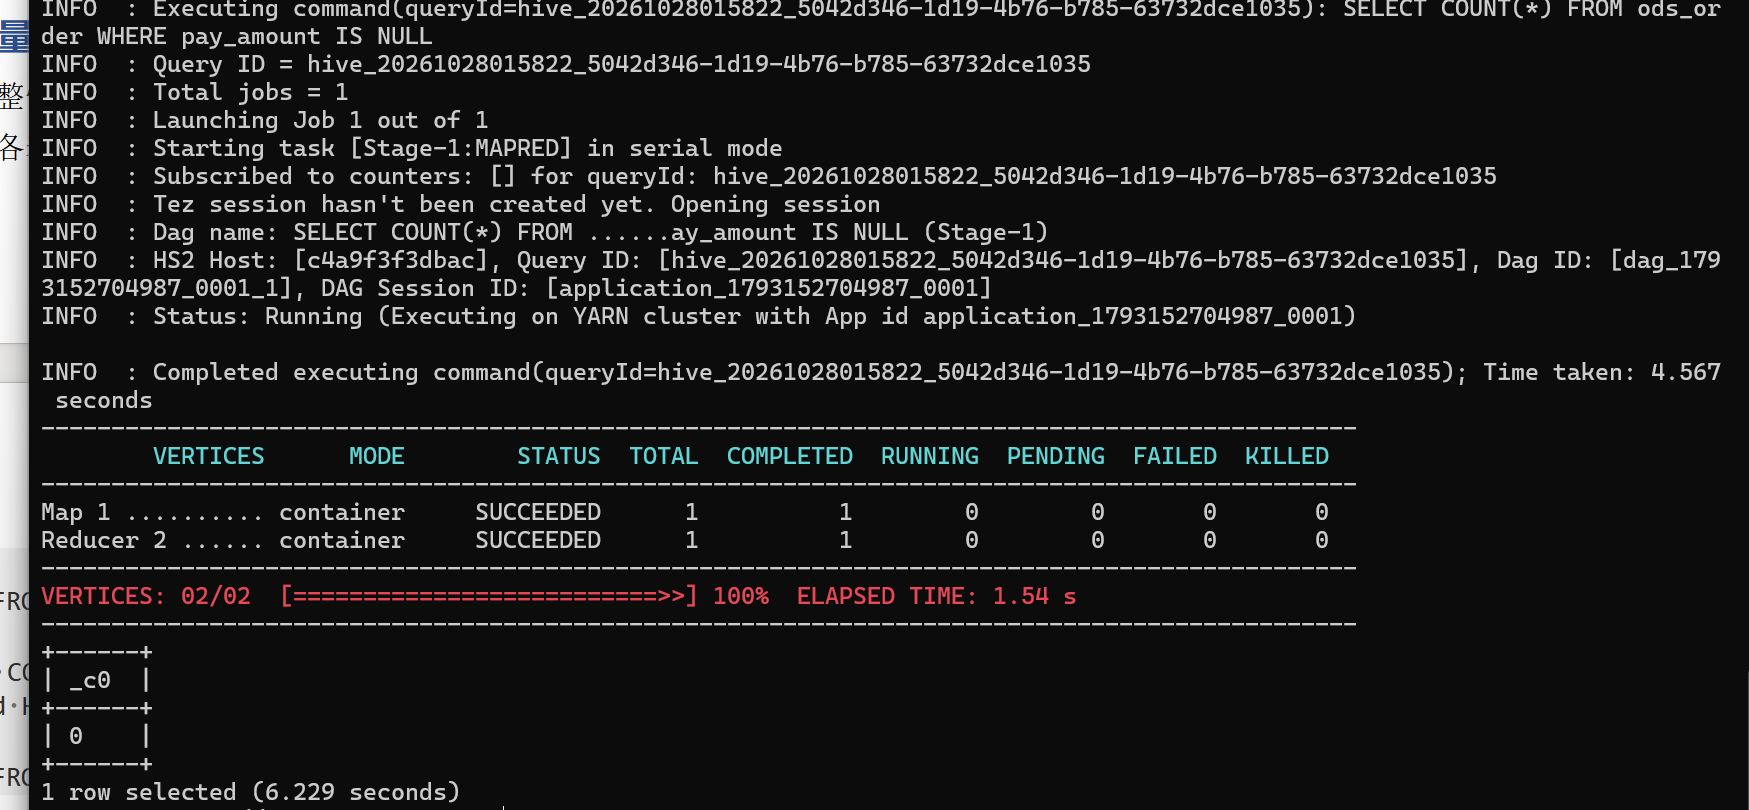 INFO  : Executing command(queryId=hive_20261028015822_5042d346-1d19-4b76-b785-63732dce1035): SELECT COUNT(*) FROM ods_or
der WHERE pay_amount IS NULL
INFO  : Query ID = hive_20261028015822_5042d346-1d19-4b76-b785-63732dce1035
INFO  : Total jobs = 1
INFO  : Launching Job 1 out of 1
INFO  : Starting task [Stage-1:MAPRED] in serial mode
INFO  : Subscribed to counters: [] for queryId: hive_20261028015822_5042d346-1d19-4b76-b785-63732dce1035
INFO  : Tez session hasn't been created yet. Opening session
INFO  : Dag name: SELECT COUNT(*) FROM ......ay_amount IS NULL (Stage-1)
INFO  : HS2 Host: [c4a9f3f3dbac], Query ID: [hive_20261028015822_5042d346-1d19-4b76-b785-63732dce1035], Dag ID: [dag_179
3152704987_0001_1], DAG Session ID: [application_1793152704987_0001]
INFO  : Status: Running (Executing on YARN cluster with App id application_1793152704987_0001)
INFO  : Completed executing command(queryId=hive_20261028015822_5042d346-1d19-4b76-b785-63732dce1035); Time taken: 4.567
 seconds
----------------------------------------------------------------------------------------------
        VERTICES      MODE        STATUS  TOTAL  COMPLETED  RUNNING  PENDING  FAILED  KILLED
----------------------------------------------------------------------------------------------
Map 1 .......... container     SUCCEEDED      1          1        0        0       0       0
Reducer 2 ...... container     SUCCEEDED      1          1        0        0       0       0
----------------------------------------------------------------------------------------------
VERTICES: 02/02  [==========================>>] 100%  ELAPSED TIME: 1.54 s
----------------------------------------------------------------------------------------------
+------+
| _c0  |
+------+
| 0    |
+------+
1 row selected (6.229 seconds)
量
整
各
FRO
CO
d
FRO